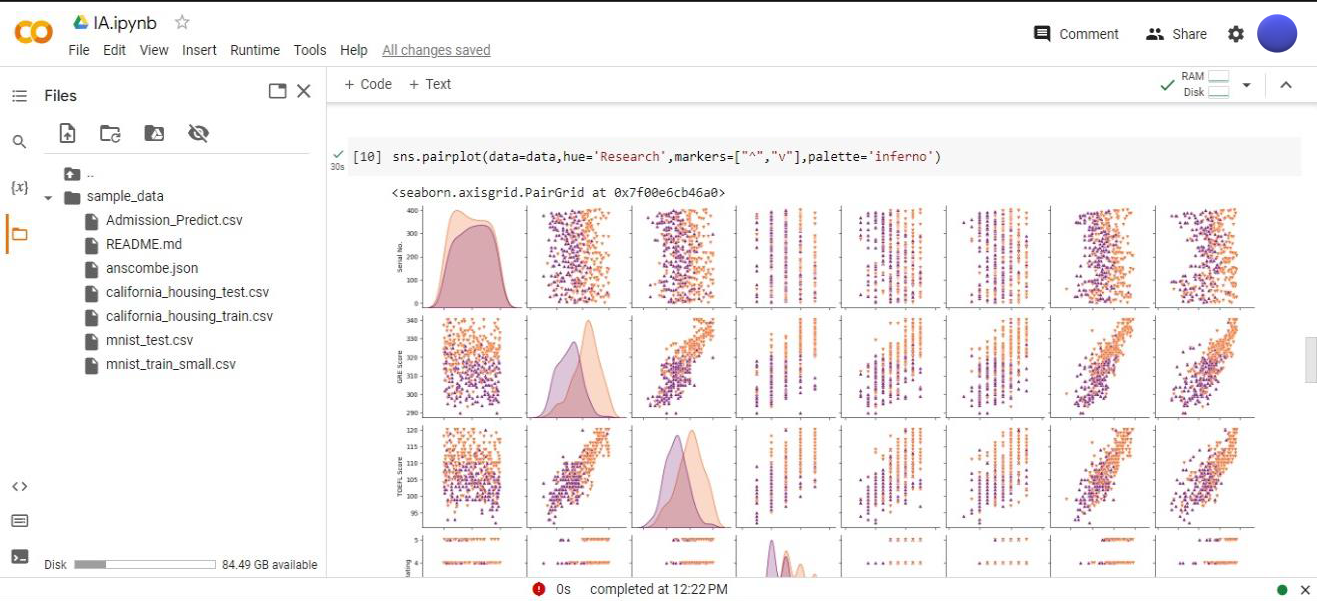 IA.ipynb
File Edit View Insert Runtime Tools Help All changes saved
Comment
Share
Files
+ Code + Text
RAM
Disk
{x}
..
sample_data
Admission_Predict.csv
README.md
anscombe.json
california_housing_test.csv
california_housing_train.csv
mnist_test.csv
mnist_train_small.csv
<>
Disk 84.49 GB available
30s
[10] sns.pairplot(data=data,hue='Research',markers=["^","v"],palette='inferno')
<seaborn.axisgrid.PairGrid at 0x7f00e6cb46a0>
Serial No.
400
300
200
100
0
GRE Score
340
330
320
310
300
290
TOEFL Score
120
115
110
105
100
95
5
4
0s completed at 12:22 PM